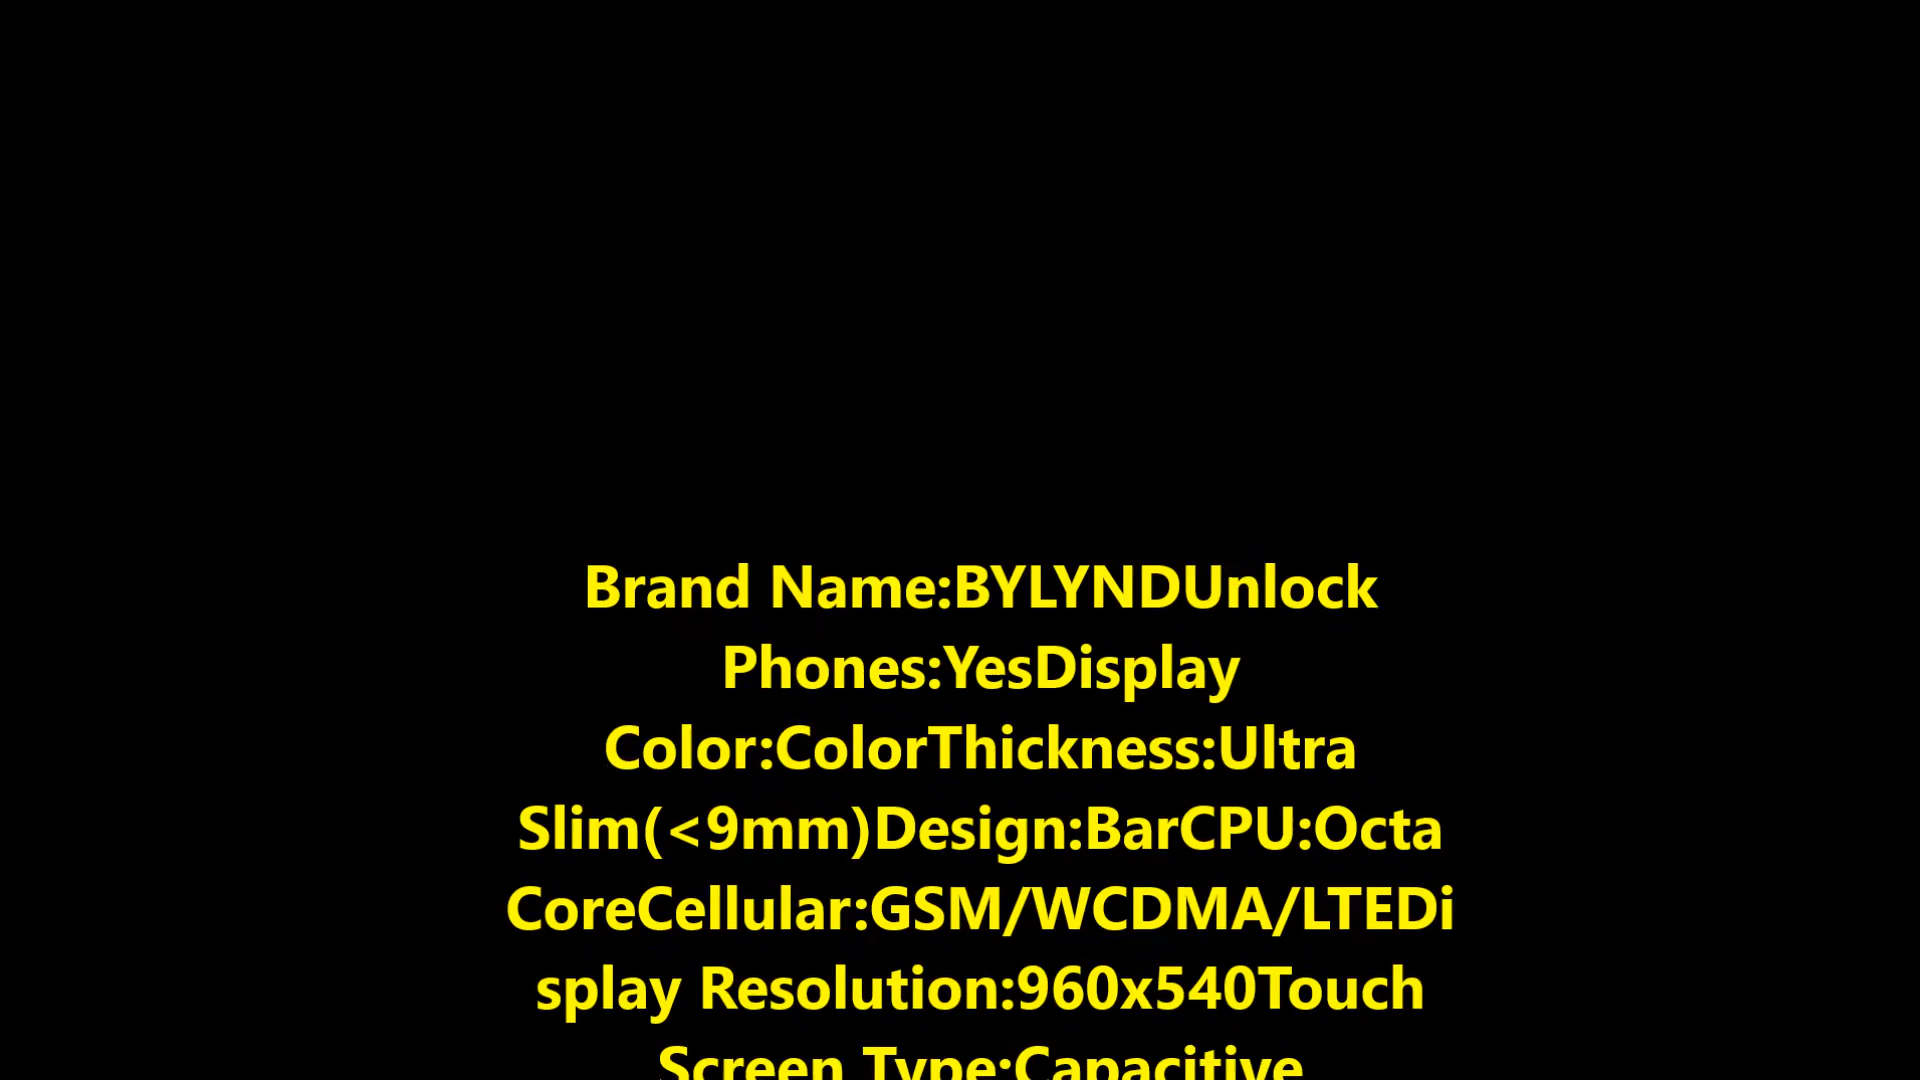 Brand Name:BYLYNDUnlock
Phones:YesDisplay
Color:ColorThickness:Ultra
Slim(<9mm)Design:BarCPU:Octa
CoreCellular:GSM/WCDMA/LTEDi
splay Resolution:960x540Touch
Screen Type:Capacitive